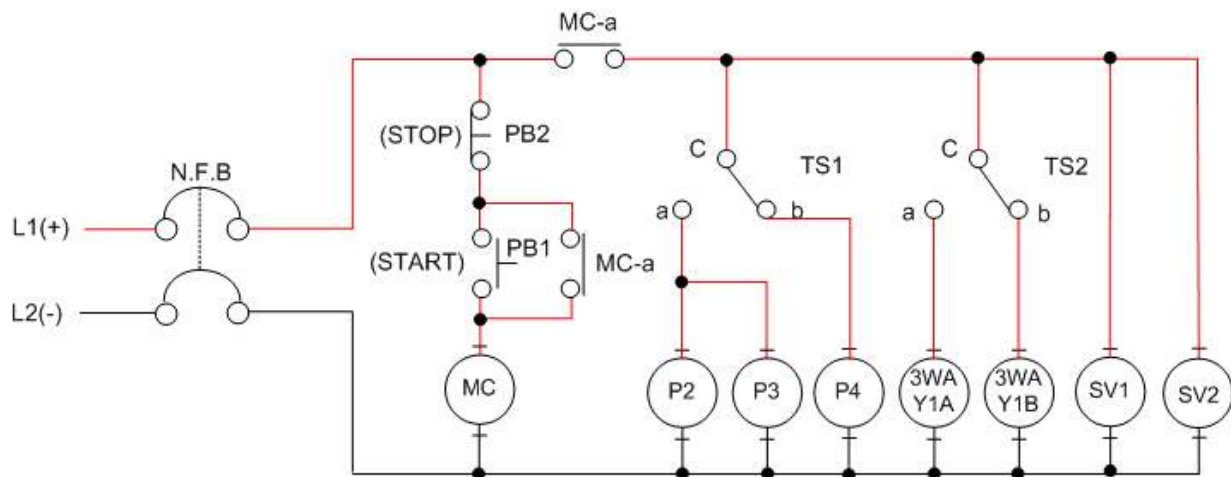 MC-a
(STOP)
PB2
N.F.B
L1(+)
(START)
PB1
MC-a
L2(-)
C
TS1
a
b
C
TS2
a
b
MC
P2
P3
P4
3WA
Y1A
3WA
Y1B
SV1
SV2